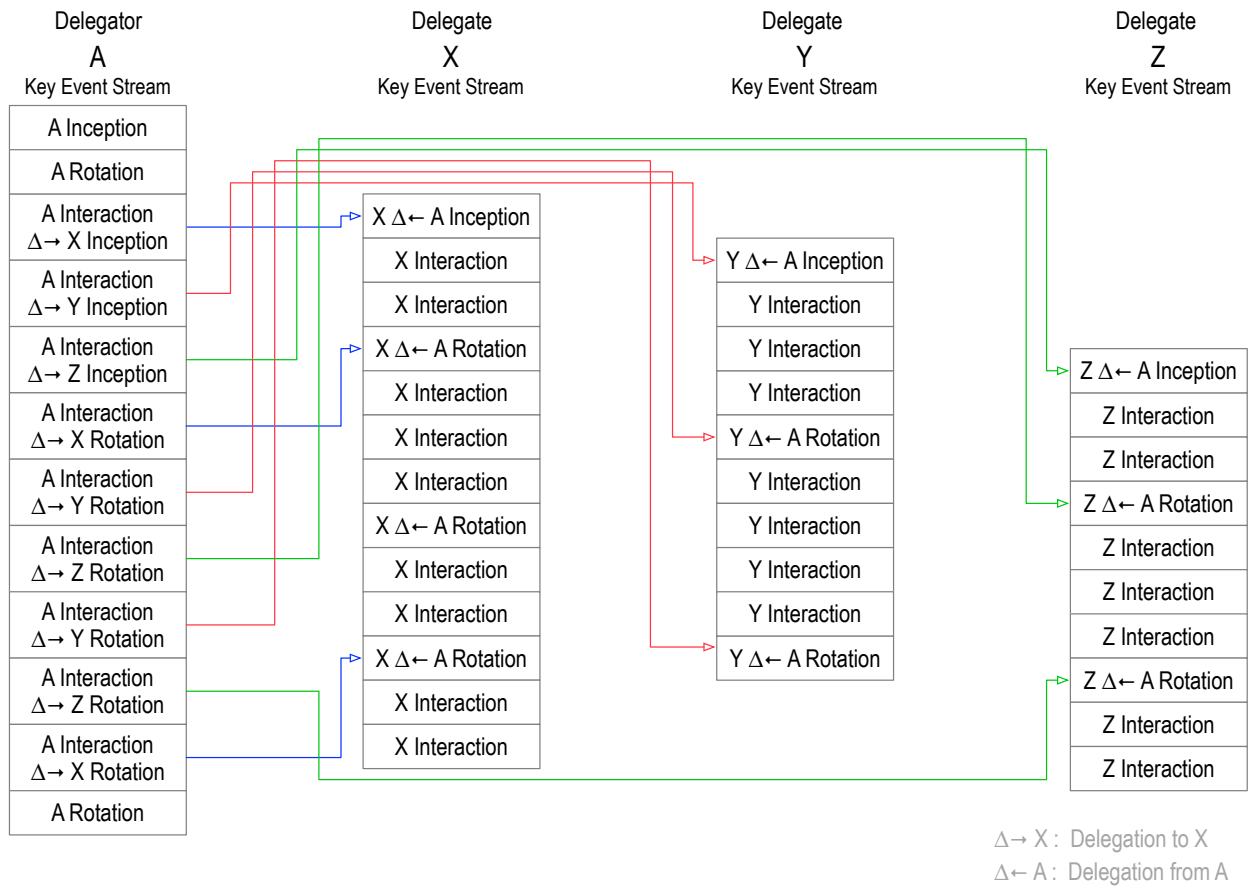 Delegator
A
Key Event Stream
A Inception
A Rotation
A Interaction
Δ→ X Inception
A Interaction
Δ→ Y Inception
A Interaction
Δ→ Z Inception
A Interaction
Δ→ X Rotation
A Interaction
Δ→ Y Rotation
A Interaction
Δ→ Z Rotation
A Interaction
Δ→ Y Rotation
A Interaction
Δ→ Z Rotation
A Interaction
Δ→ X Rotation
A Rotation
Delegate
X
Key Event Stream
X Δ← A Inception
X Interaction
X Interaction
X Δ← A Rotation
X Interaction
X Interaction
X Interaction
X Δ← A Rotation
X Interaction
X Interaction
X Δ← A Rotation
X Interaction
X Interaction
Delegate
Y
Key Event Stream
Y Δ← A Inception
Y Interaction
Y Interaction
Y Interaction
Y Δ← A Rotation
Y Interaction
Y Interaction
Y Interaction
Y Interaction
Y Δ← A Rotation
Delegate
Z
Key Event Stream
Z Δ← A Inception
Z Interaction
Z Interaction
Z Δ← A Rotation
Z Interaction
Z Interaction
Z Interaction
Z Δ← A Rotation
Z Interaction
Z Interaction
Δ→ X : Delegation to X
Δ← A : Delegation from A